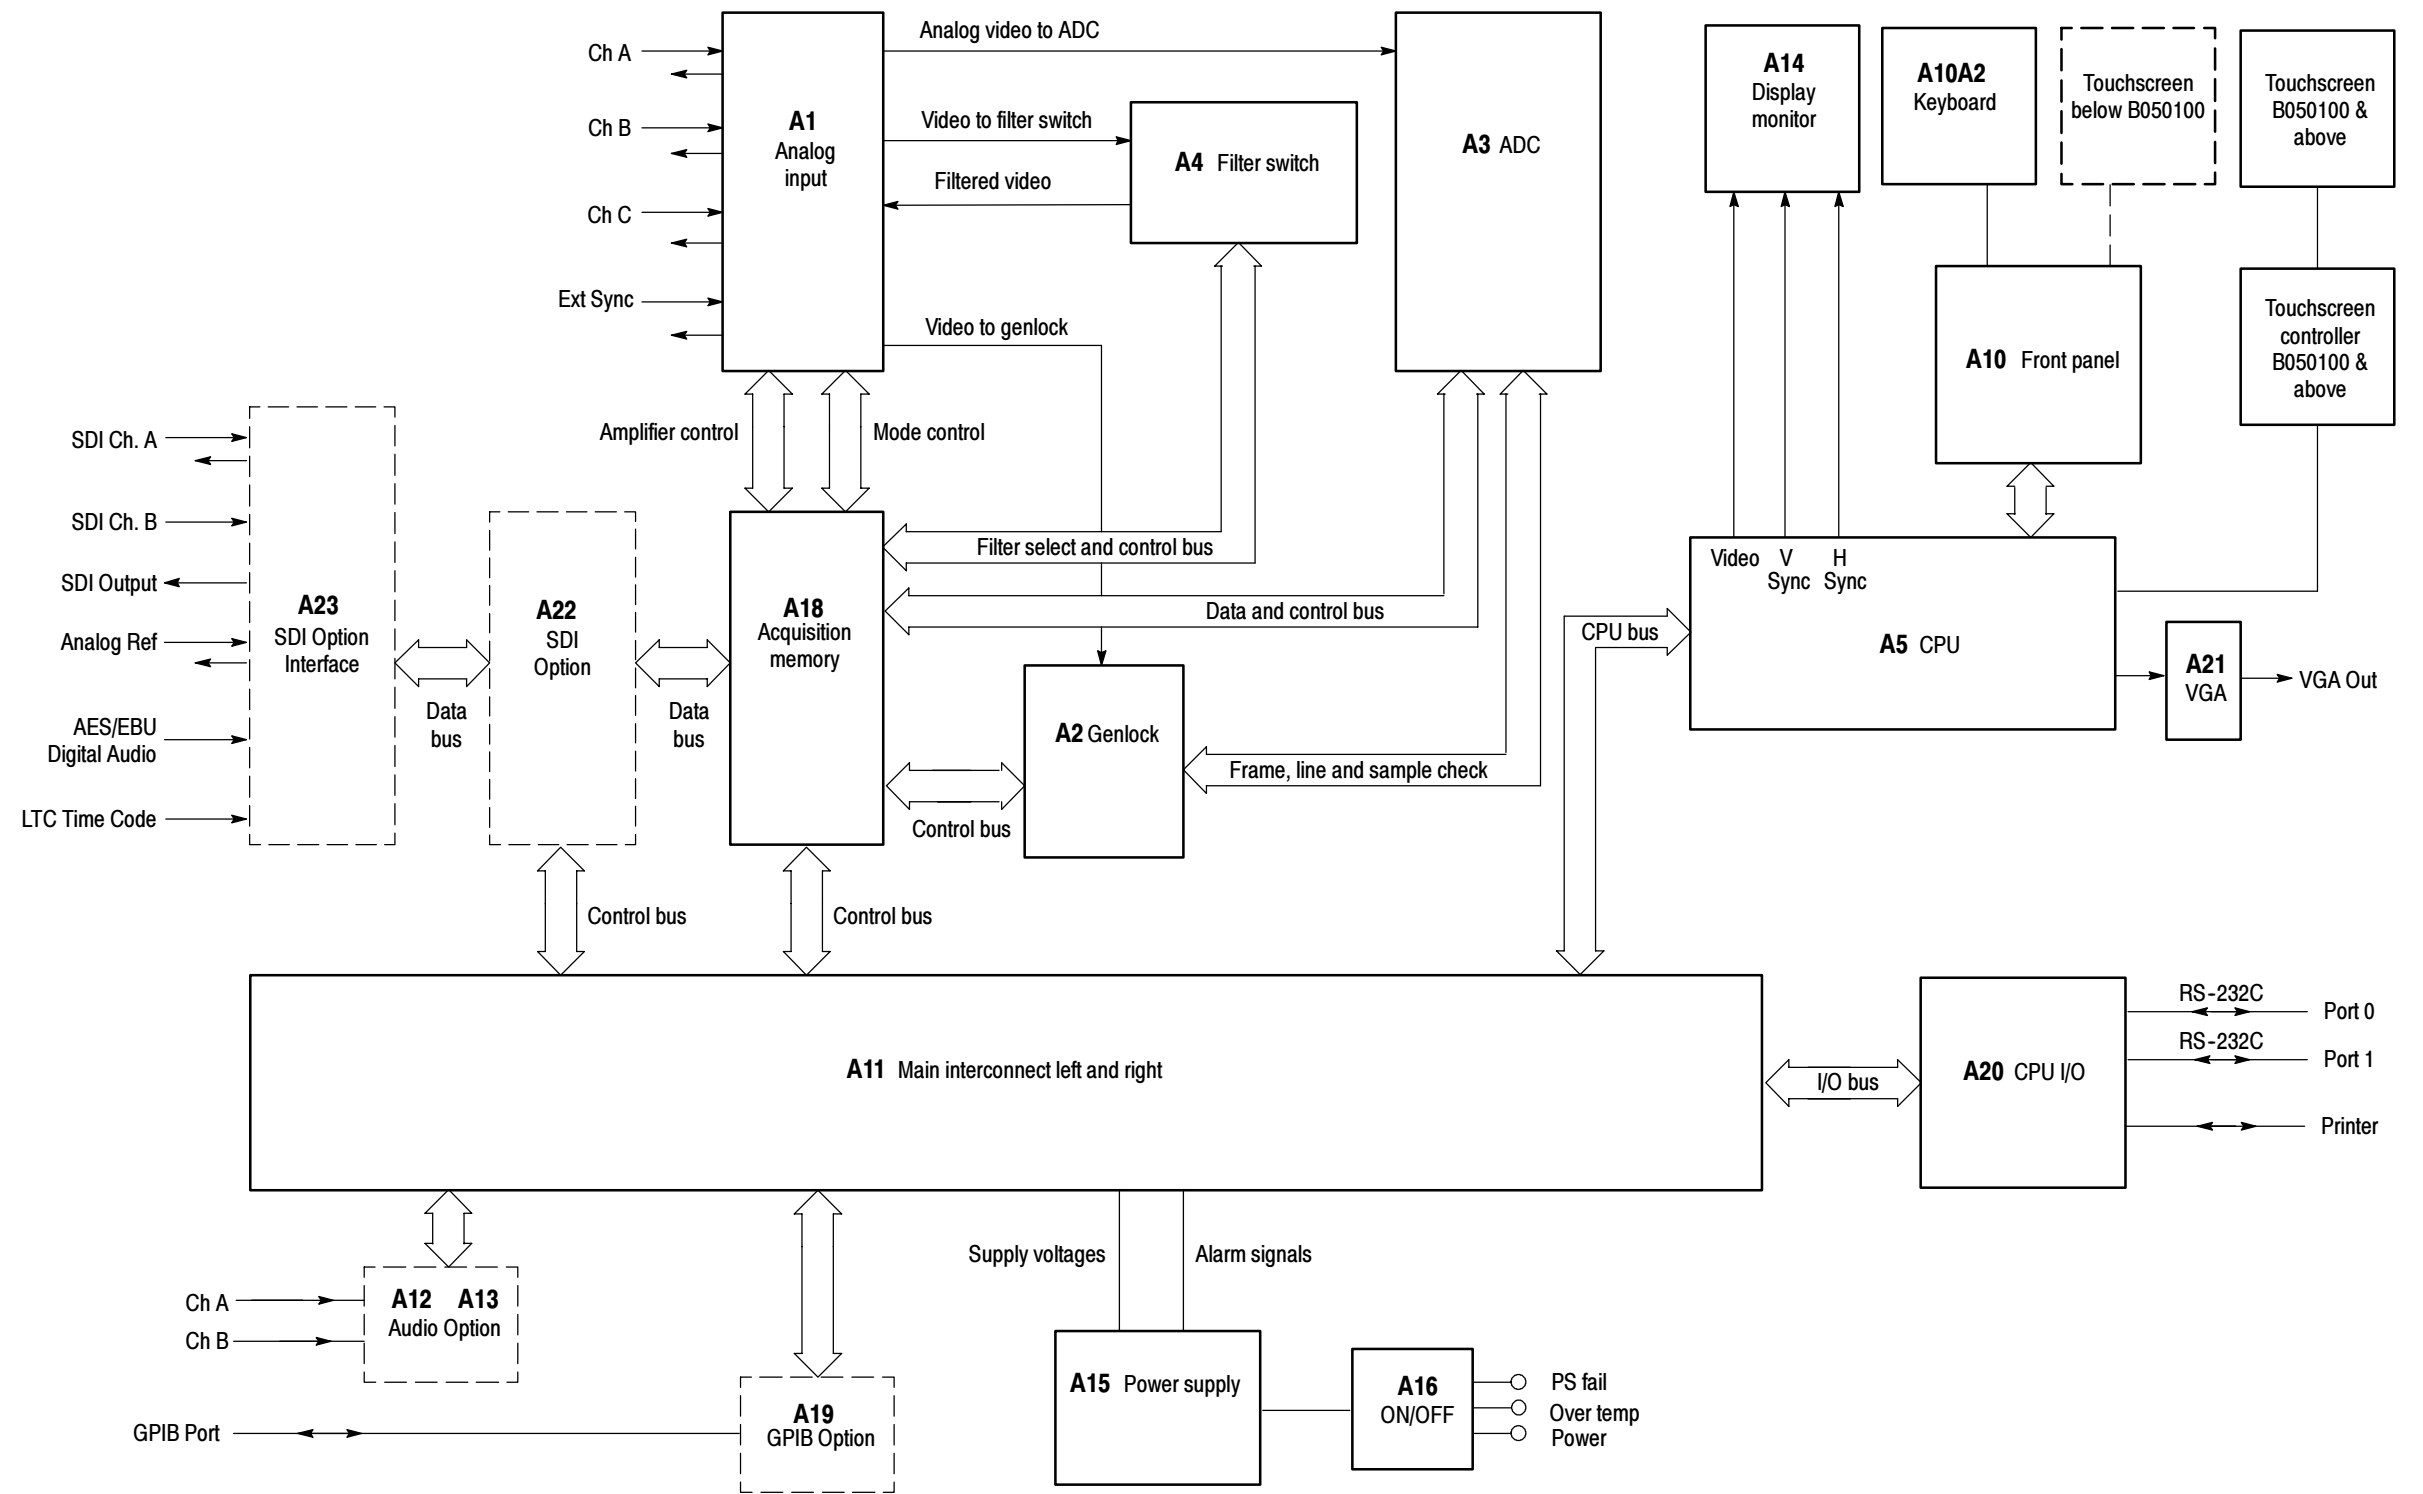 Ch A
Ch B
Ch C
Ext Sync
A1
Analog
input
Analog video to ADC
Video to filter switch
Filtered video
Video to genlock
A4 Filter switch
A3 ADC
A14
Display
monitor
A10A2
Keyboard
Touchscreen
below B050100
Touchscreen
B050100 &
above
Touchscreen
controller
B050100 &
above
A10 Front panel
Amplifier control
Mode control
SDI Ch. A
SDI Ch. B
SDI Output
Analog Ref
AES/EBU
Digital Audio
LTC Time Code
A23
SDI Option
Interface
Data
bus
A22
SDI
Option
Data
bus
A18
Acquisition
memory
Filter select and control bus
Data and control bus
A2 Genlock
Frame, line and sample check
Control bus
Video
V
Sync
H
Sync
CPU bus
A5 CPU
A21
VGA
VGA Out
Control bus
Control bus
A11 Main interconnect left and right
I/O bus
A20 CPU I/O
RS-232C
Port 0
RS-232C
Port 1
Printer
Supply voltages
Alarm signals
Ch A
Ch B
A12 A13
Audio Option
GPIB Port
A19
GPIB Option
A15 Power supply
A16
ON/OFF
PS fail
Over temp
Power